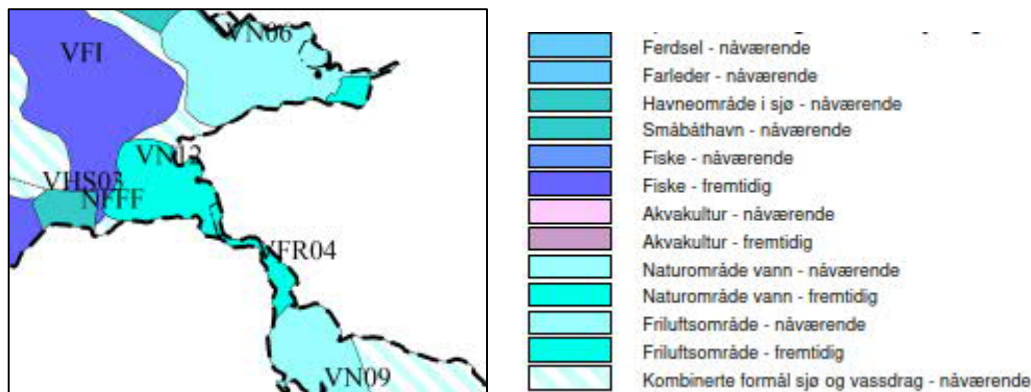 VN06
VFI
VN12
VHS03
NFFF
VFR04
VN09
Ferdsel - nåværende
Farleder - nåværende
Havneområde i sjø - nåværende
Småbåthavn - nåværende
Fiske - nåværende
Fiske - fremtidig
Akvakultur - nåværende
Akvakultur - fremtidig
Naturområde vann - nåværende
Naturområde vann - fremtidig
Friluftsområde - nåværende
Friluftsområde - fremtidig
Kombinerte formål sjø og vassdrag - nåværende